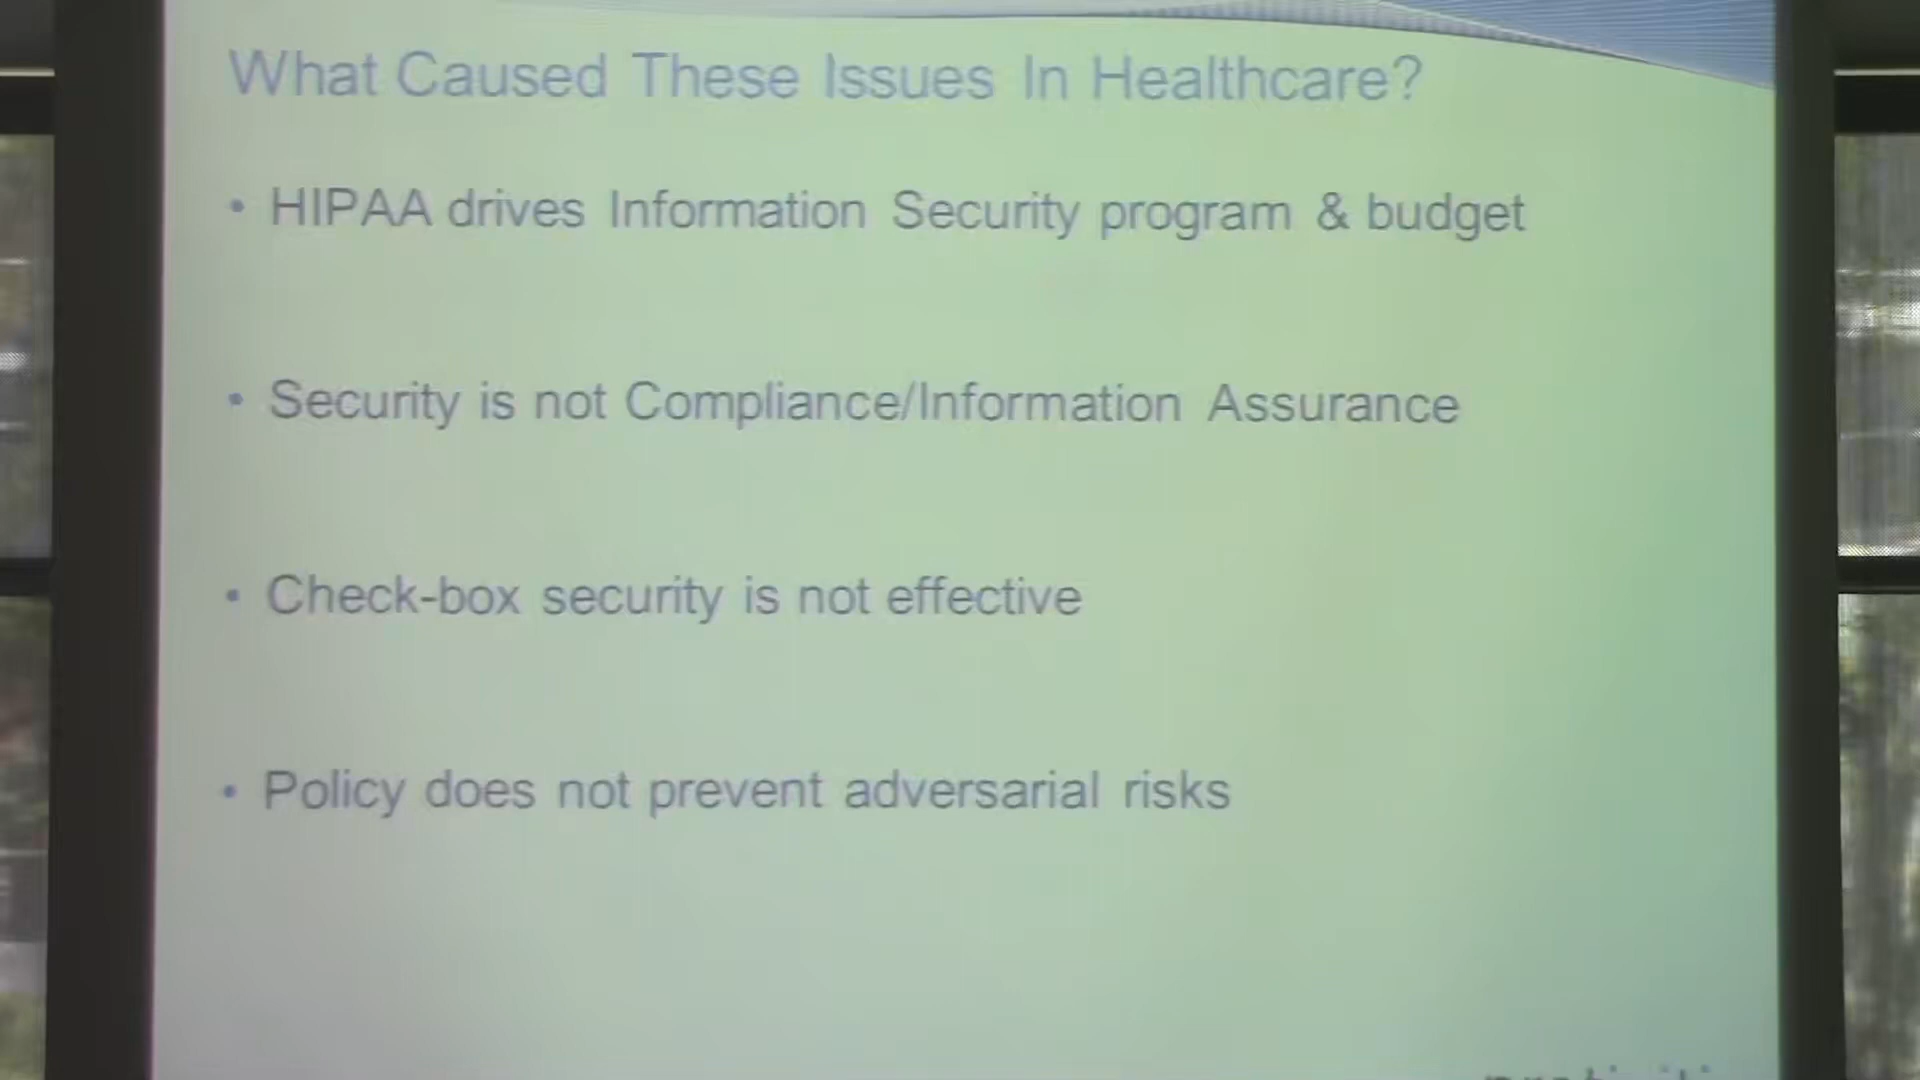 What Caused These Issues In Healthcare?
• HIPAA drives Information Security program & budget
• Security is not Compliance/Information Assurance
• Check-box security is not effective
• Policy does not prevent adversarial risks